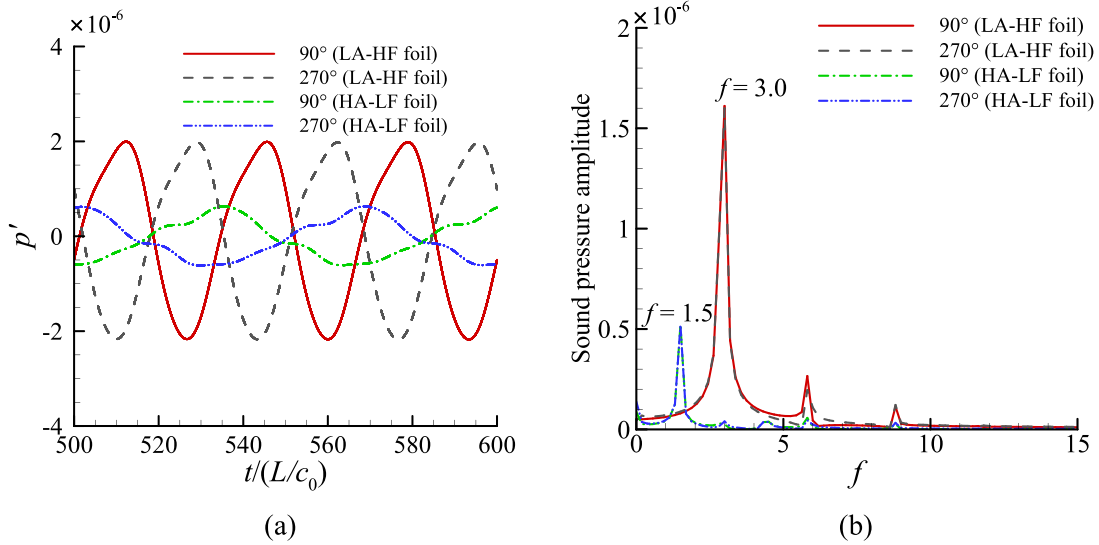 ×10⁻⁶
90° (LA-HF foil)
270° (LA-HF foil)
90° (HA-LF foil)
270° (HA-LF foil)
4
2
0
-2
-4
p′
500 520 540 560 580 600
t/(L/c₀)
(a)
2 ×10⁻⁶
90° (LA-HF foil)
270° (LA-HF foil)
90° (HA-LF foil)
270° (HA-LF foil)
f = 3.0
f = 1.5
1.5
1
0.5
0
Sound pressure amplitude
0 5 10 15
f
(b)